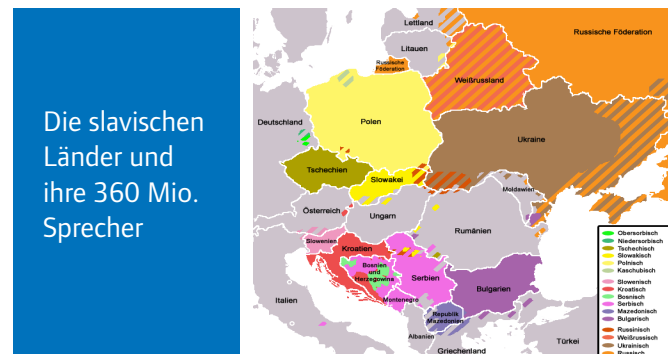 Die slavischen
Länder und
ihre 360 Mio.
Sprecher
Lettland
Russische Föderation
Litauen
Russische
Föderation
Weißrussland
Deutschland
Polen
Ukraine
Tschechien
Slowakei
Moldawien
Österreich
Ungarn
Rumänien
Slowenien
Kroatien
Bosnien
und
Herzegowina
Serbien
Bulgarien
Montenegro
Italien
Republik
Mazedonien
Albanien
Griechenland
Türkei
Obersorbisch
Niedersorbisch
Tschechisch
Slowakisch
Polnisch
Kaschubisch
Slowenisch
Kroatisch
Bosnisch
Serbisch
Mazedonisch
Bulgarisch
Russinisch
Weißrussisch
Ukrainisch
Russisch